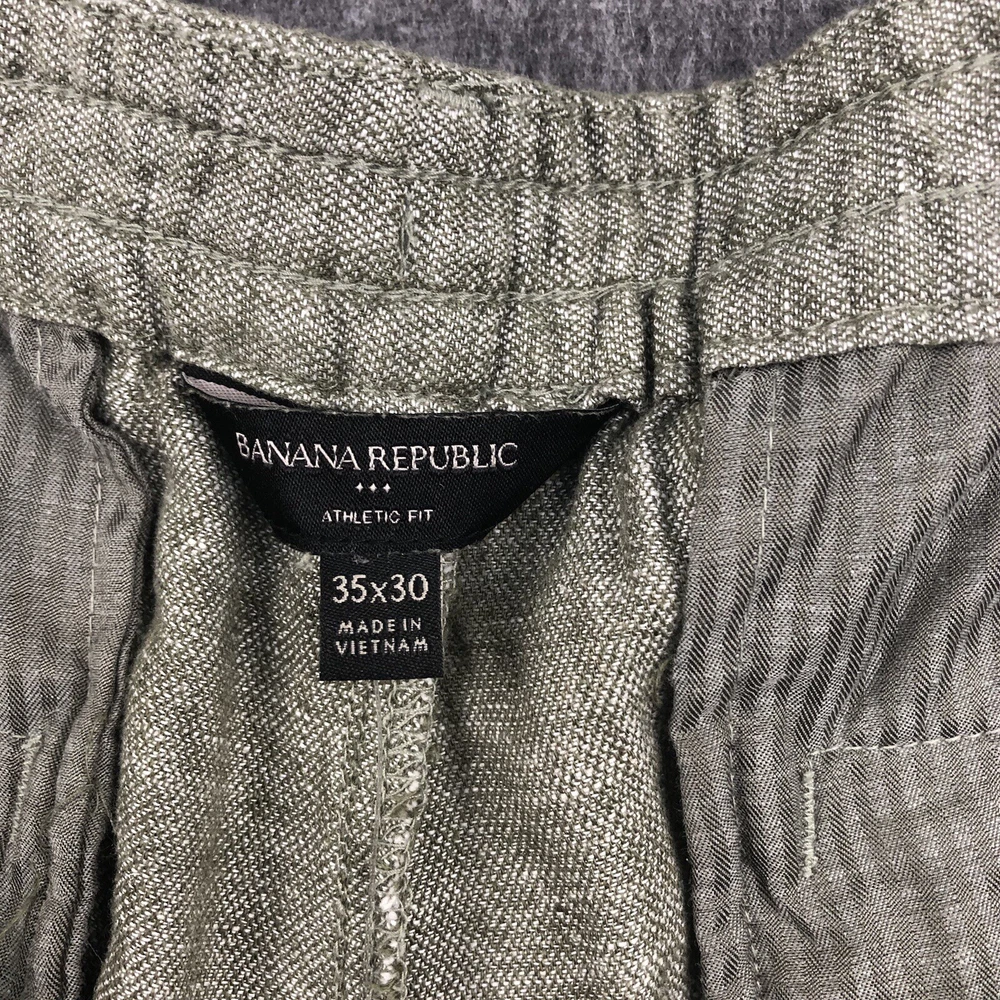 BANANA REPUBLIC
ATHLETIC FIT
35x30
MADE IN
VIETNAM